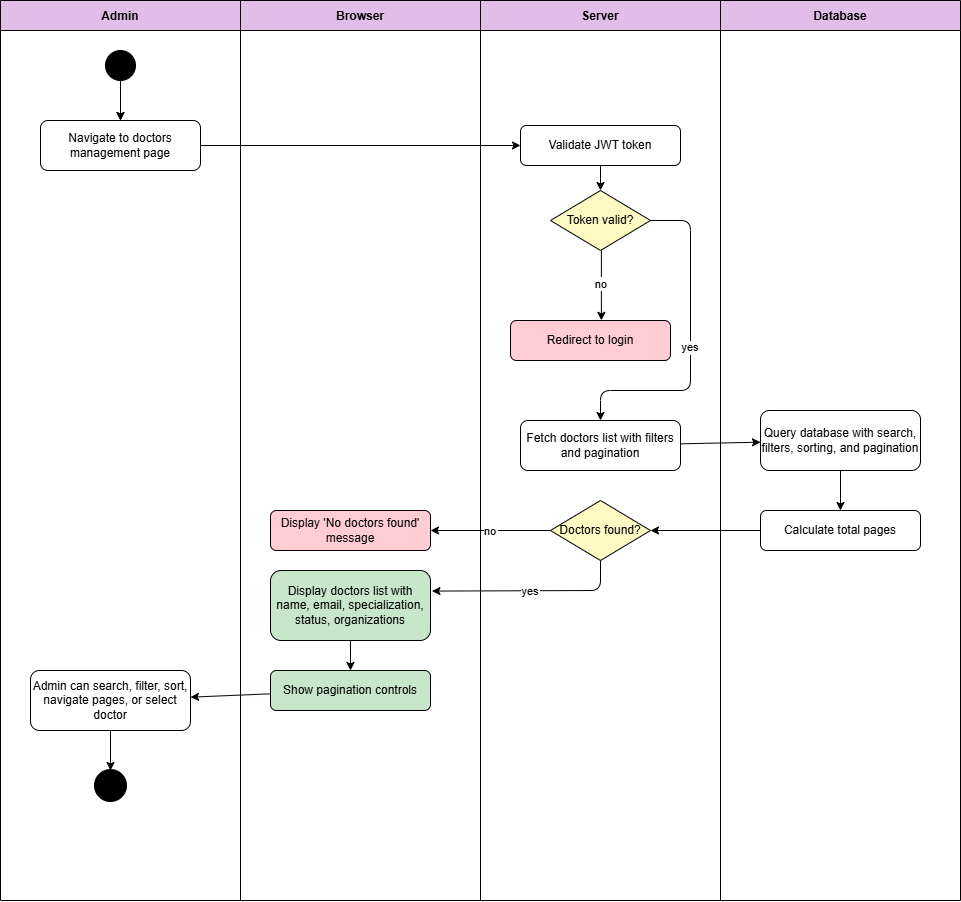 Admin
Browser
Server
Database
Navigate to doctors
management page
Validate JWT token
Token valid?
no
Redirect to login
yes
Fetch doctors list with filters
and pagination
Query database with search,
filters, sorting, and pagination
Calculate total pages
Doctors found?
no
Display 'No doctors found'
message
yes
Display doctors list with
name, email, specialization,
status, organizations
Show pagination controls
Admin can search, filter, sort,
navigate pages, or select
doctor